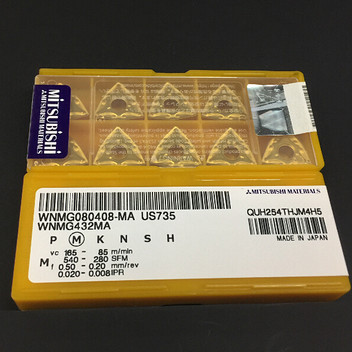 MITSUBISHI
MITSUBISHI MATERIALS
MITSUBISHI MATERIALS
WNMG080408-MA US735
WNMG432MA
QUH254THJM4H5
MADE IN JAPAN
P M K N S H
M
vc 165 - 85 m/min
540 - 280 SFM
f 0.50 - 0.20 mm/rev
0.020 - 0.008 IPR